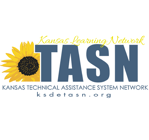 Kansas Learning Network
TASN
KANSAS TECHNICAL ASSISTANCE SYSTEM NETWORK
ksdetasn.org